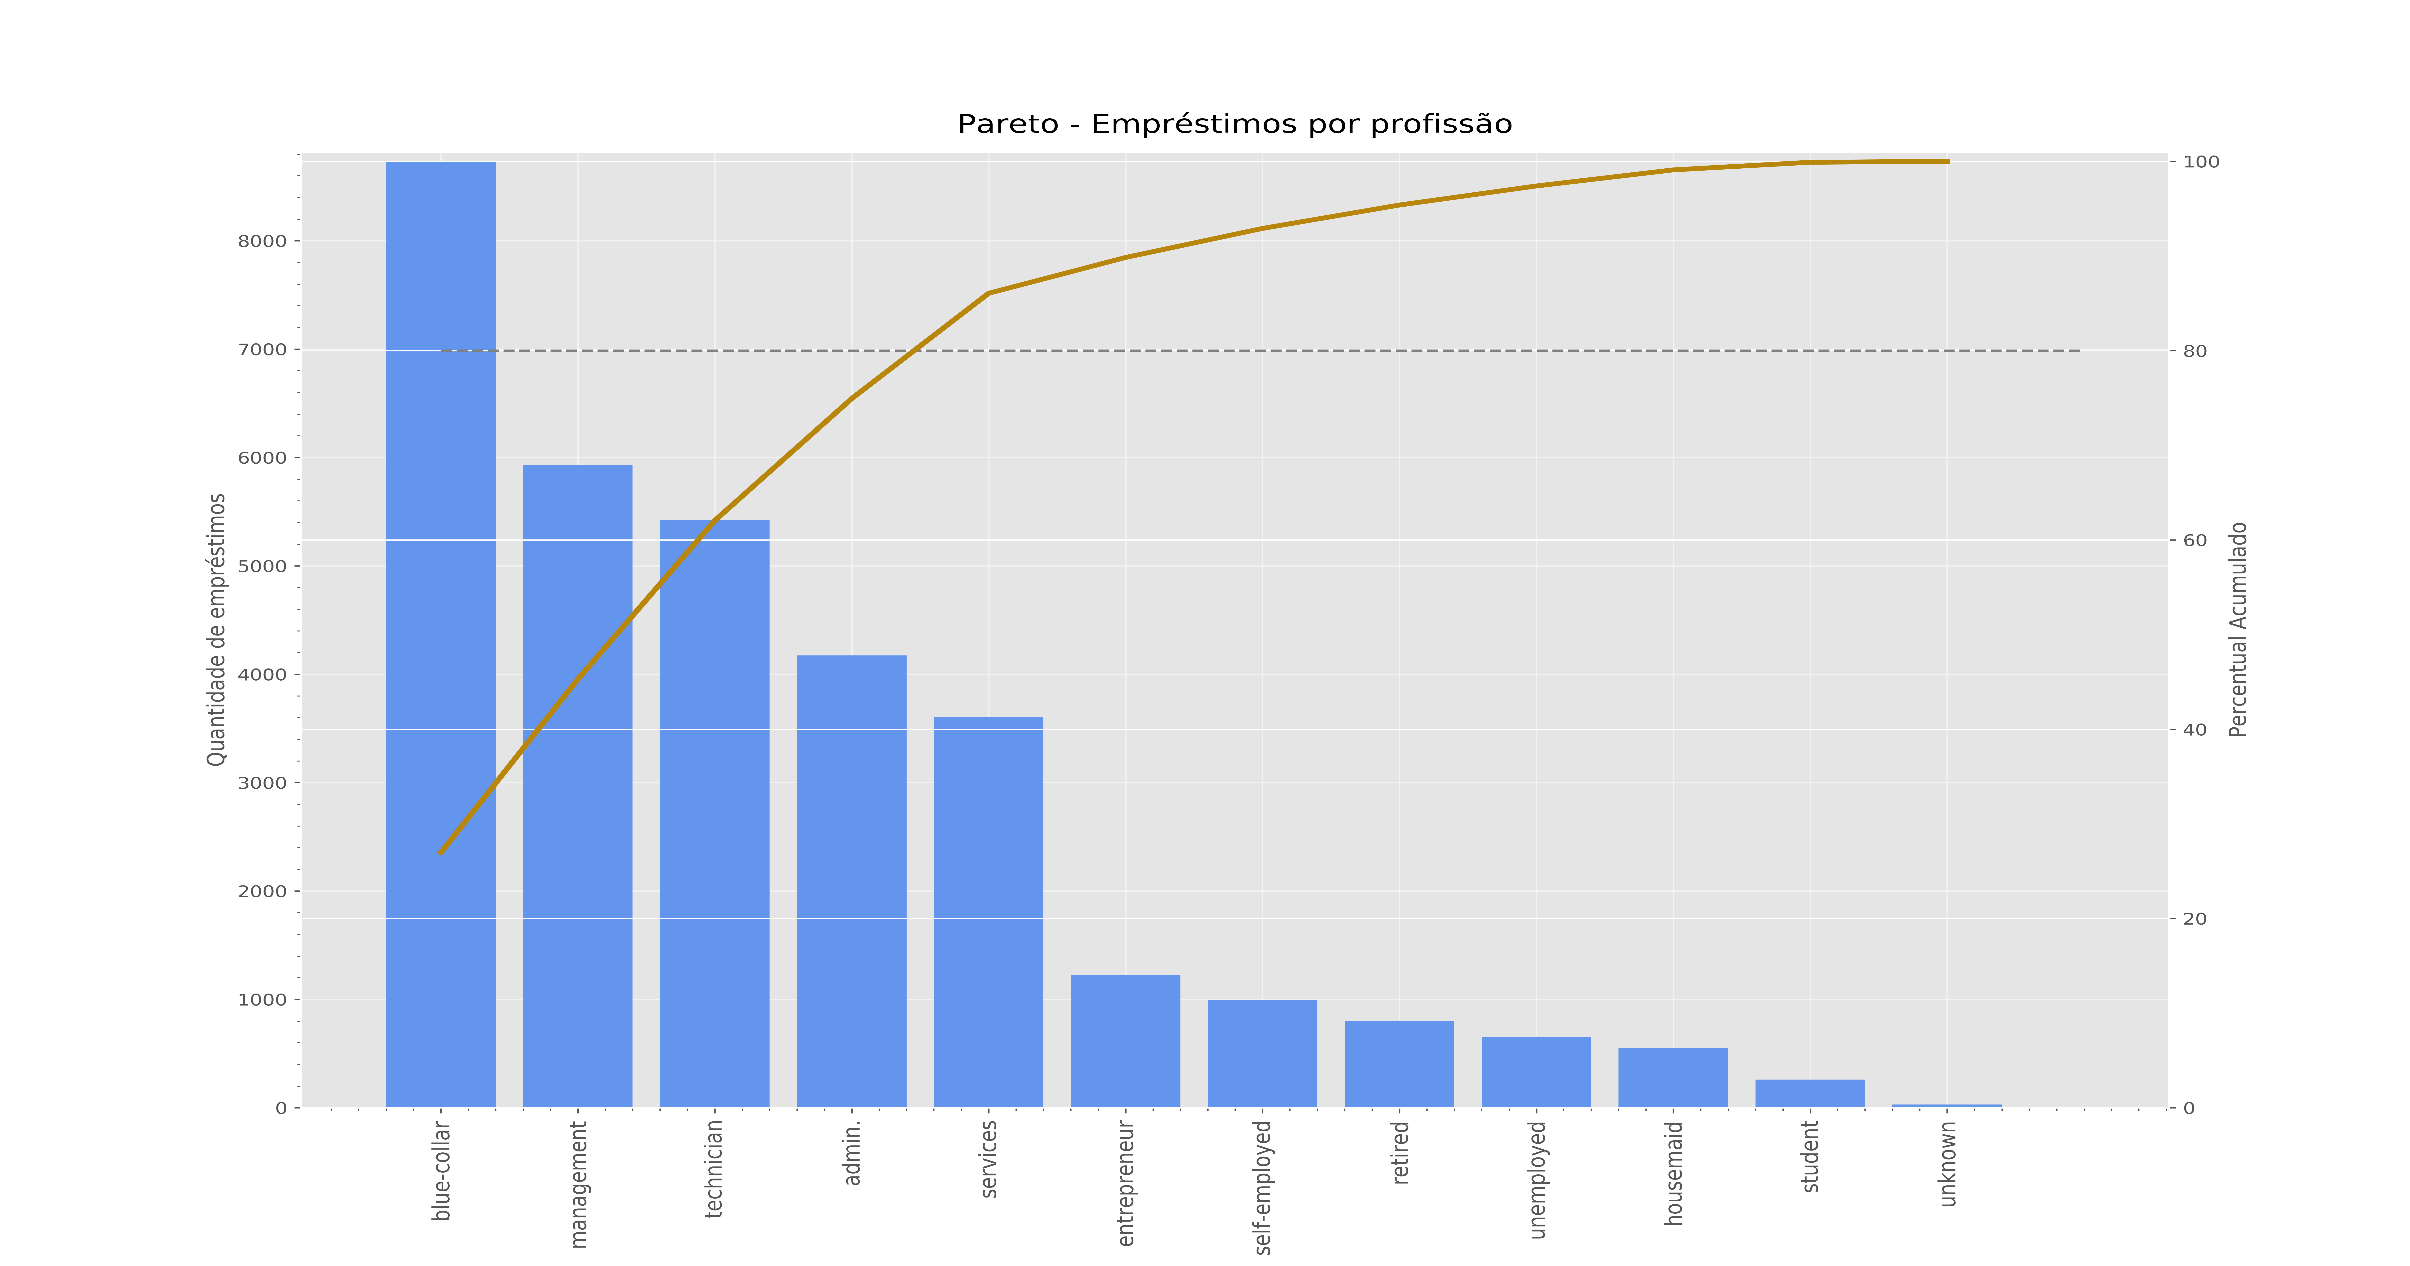 Pareto - Empréstimos por profissão
8000
7000
6000
5000
4000
3000
2000
1000
0
Quantidade de empréstimos
100
80
60
40
20
0
Percentual Acumulado
blue-collar
management
technician
admin.
services
entrepreneur
self-employed
retired
unemployed
housemaid
student
unknown